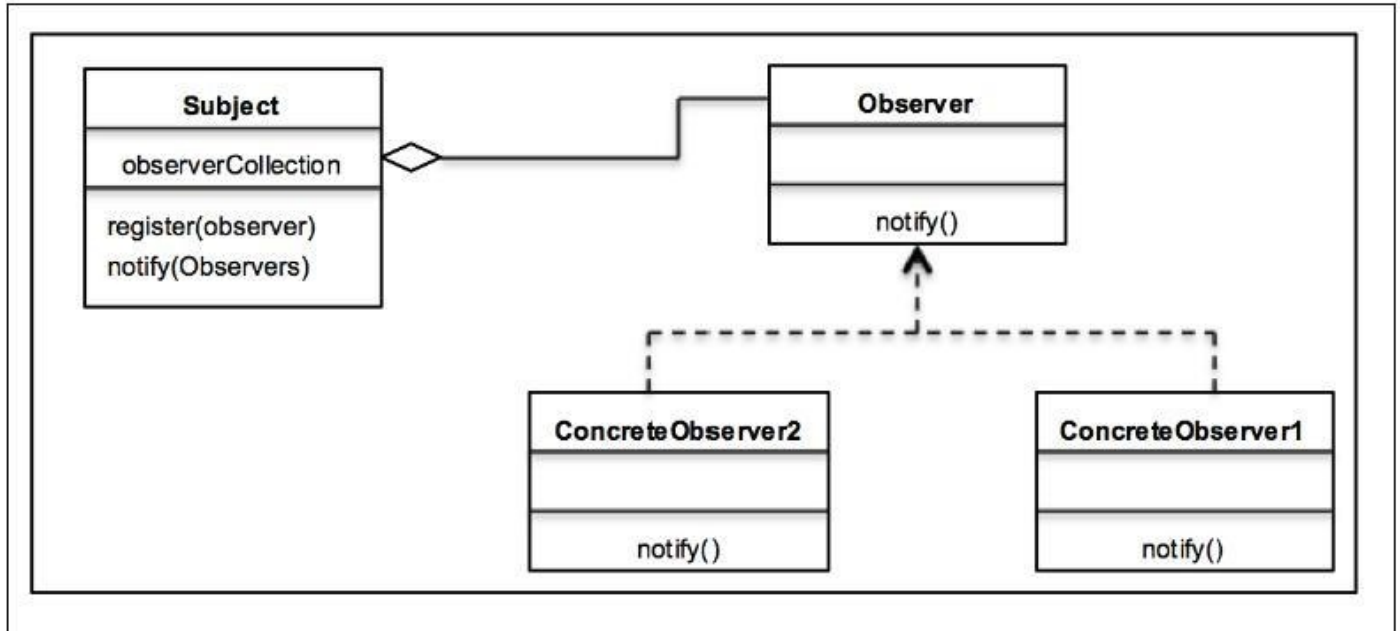 Subject
observerCollection
register(observer)
notify(Observers)
Observer
notify()
ConcreteObserver2
notify()
ConcreteObserver1
notify()